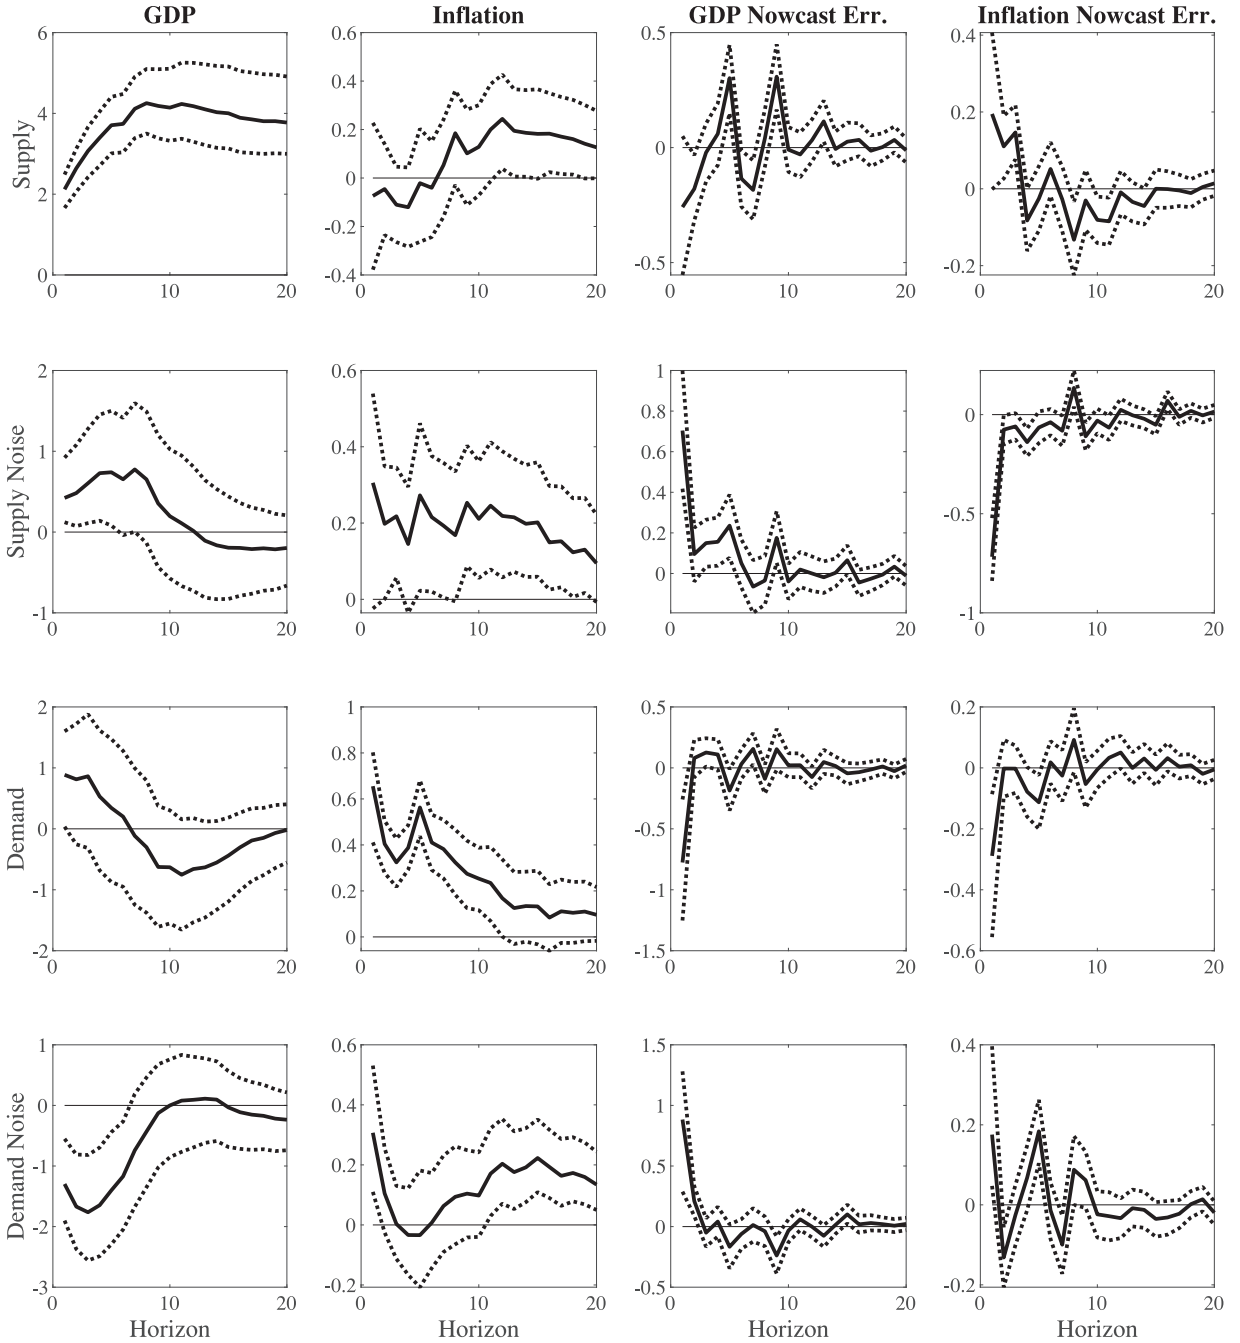 GDP Inflation GDP Nowcast Err. Inflation Nowcast Err.
Supply
6 4 2 0
0 10 20
0.6 0.4 0.2 0 -0.2 -0.4
0 10 20
0.5 0 -0.5
0 10 20
0.4 0.2 0 -0.2
0 10 20
Supply Noise
2 1 0 -1
0 10 20
0.6 0.4 0.2 0
0 10 20
1 0.8 0.6 0.4 0.2 0
0 10 20
0 -0.5 -1
0 10 20
Demand
2 1 0 -1 -2
0 10 20
1 0.8 0.6 0.4 0.2 0
0 10 20
0.5 0 -0.5 -1 -1.5
0 10 20
0.2 0 -0.2 -0.4 -0.6
0 10 20
Demand Noise
1 0 -1 -2 -3
0 10 20
0.6 0.4 0.2 0 -0.2
0 10 20
1.5 1 0.5 0 -0.5
0 10 20
0.4 0.2 0 -0.2
0 10 20
Horizon Horizon Horizon Horizon